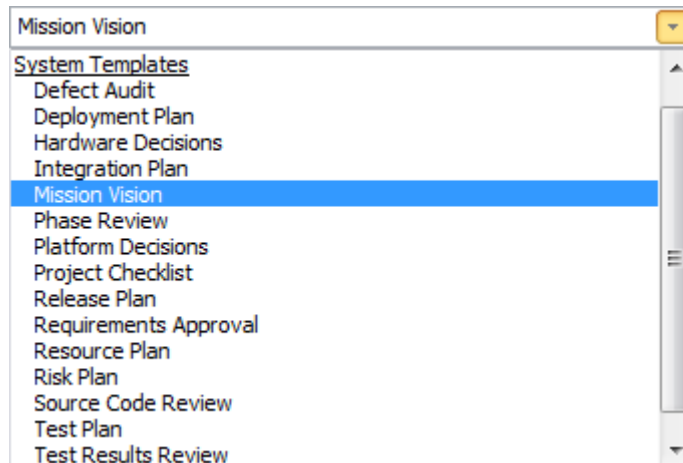 Mission Vision
System Templates
Defect Audit
Deployment Plan
Hardware Decisions
Integration Plan
Mission Vision
Phase Review
Platform Decisions
Project Checklist
Release Plan
Requirements Approval
Resource Plan
Risk Plan
Source Code Review
Test Plan
Test Results Review